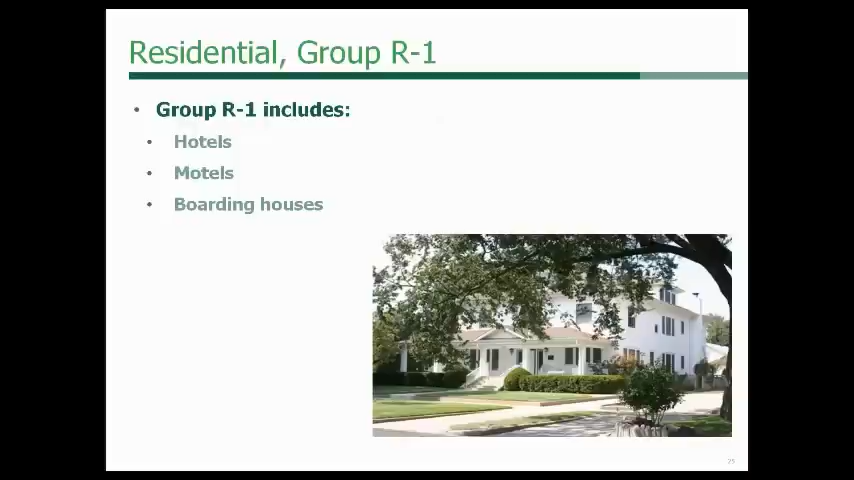 Residential, Group R-1
• Group R-1 includes:
• Hotels
• Motels
• Boarding houses
25